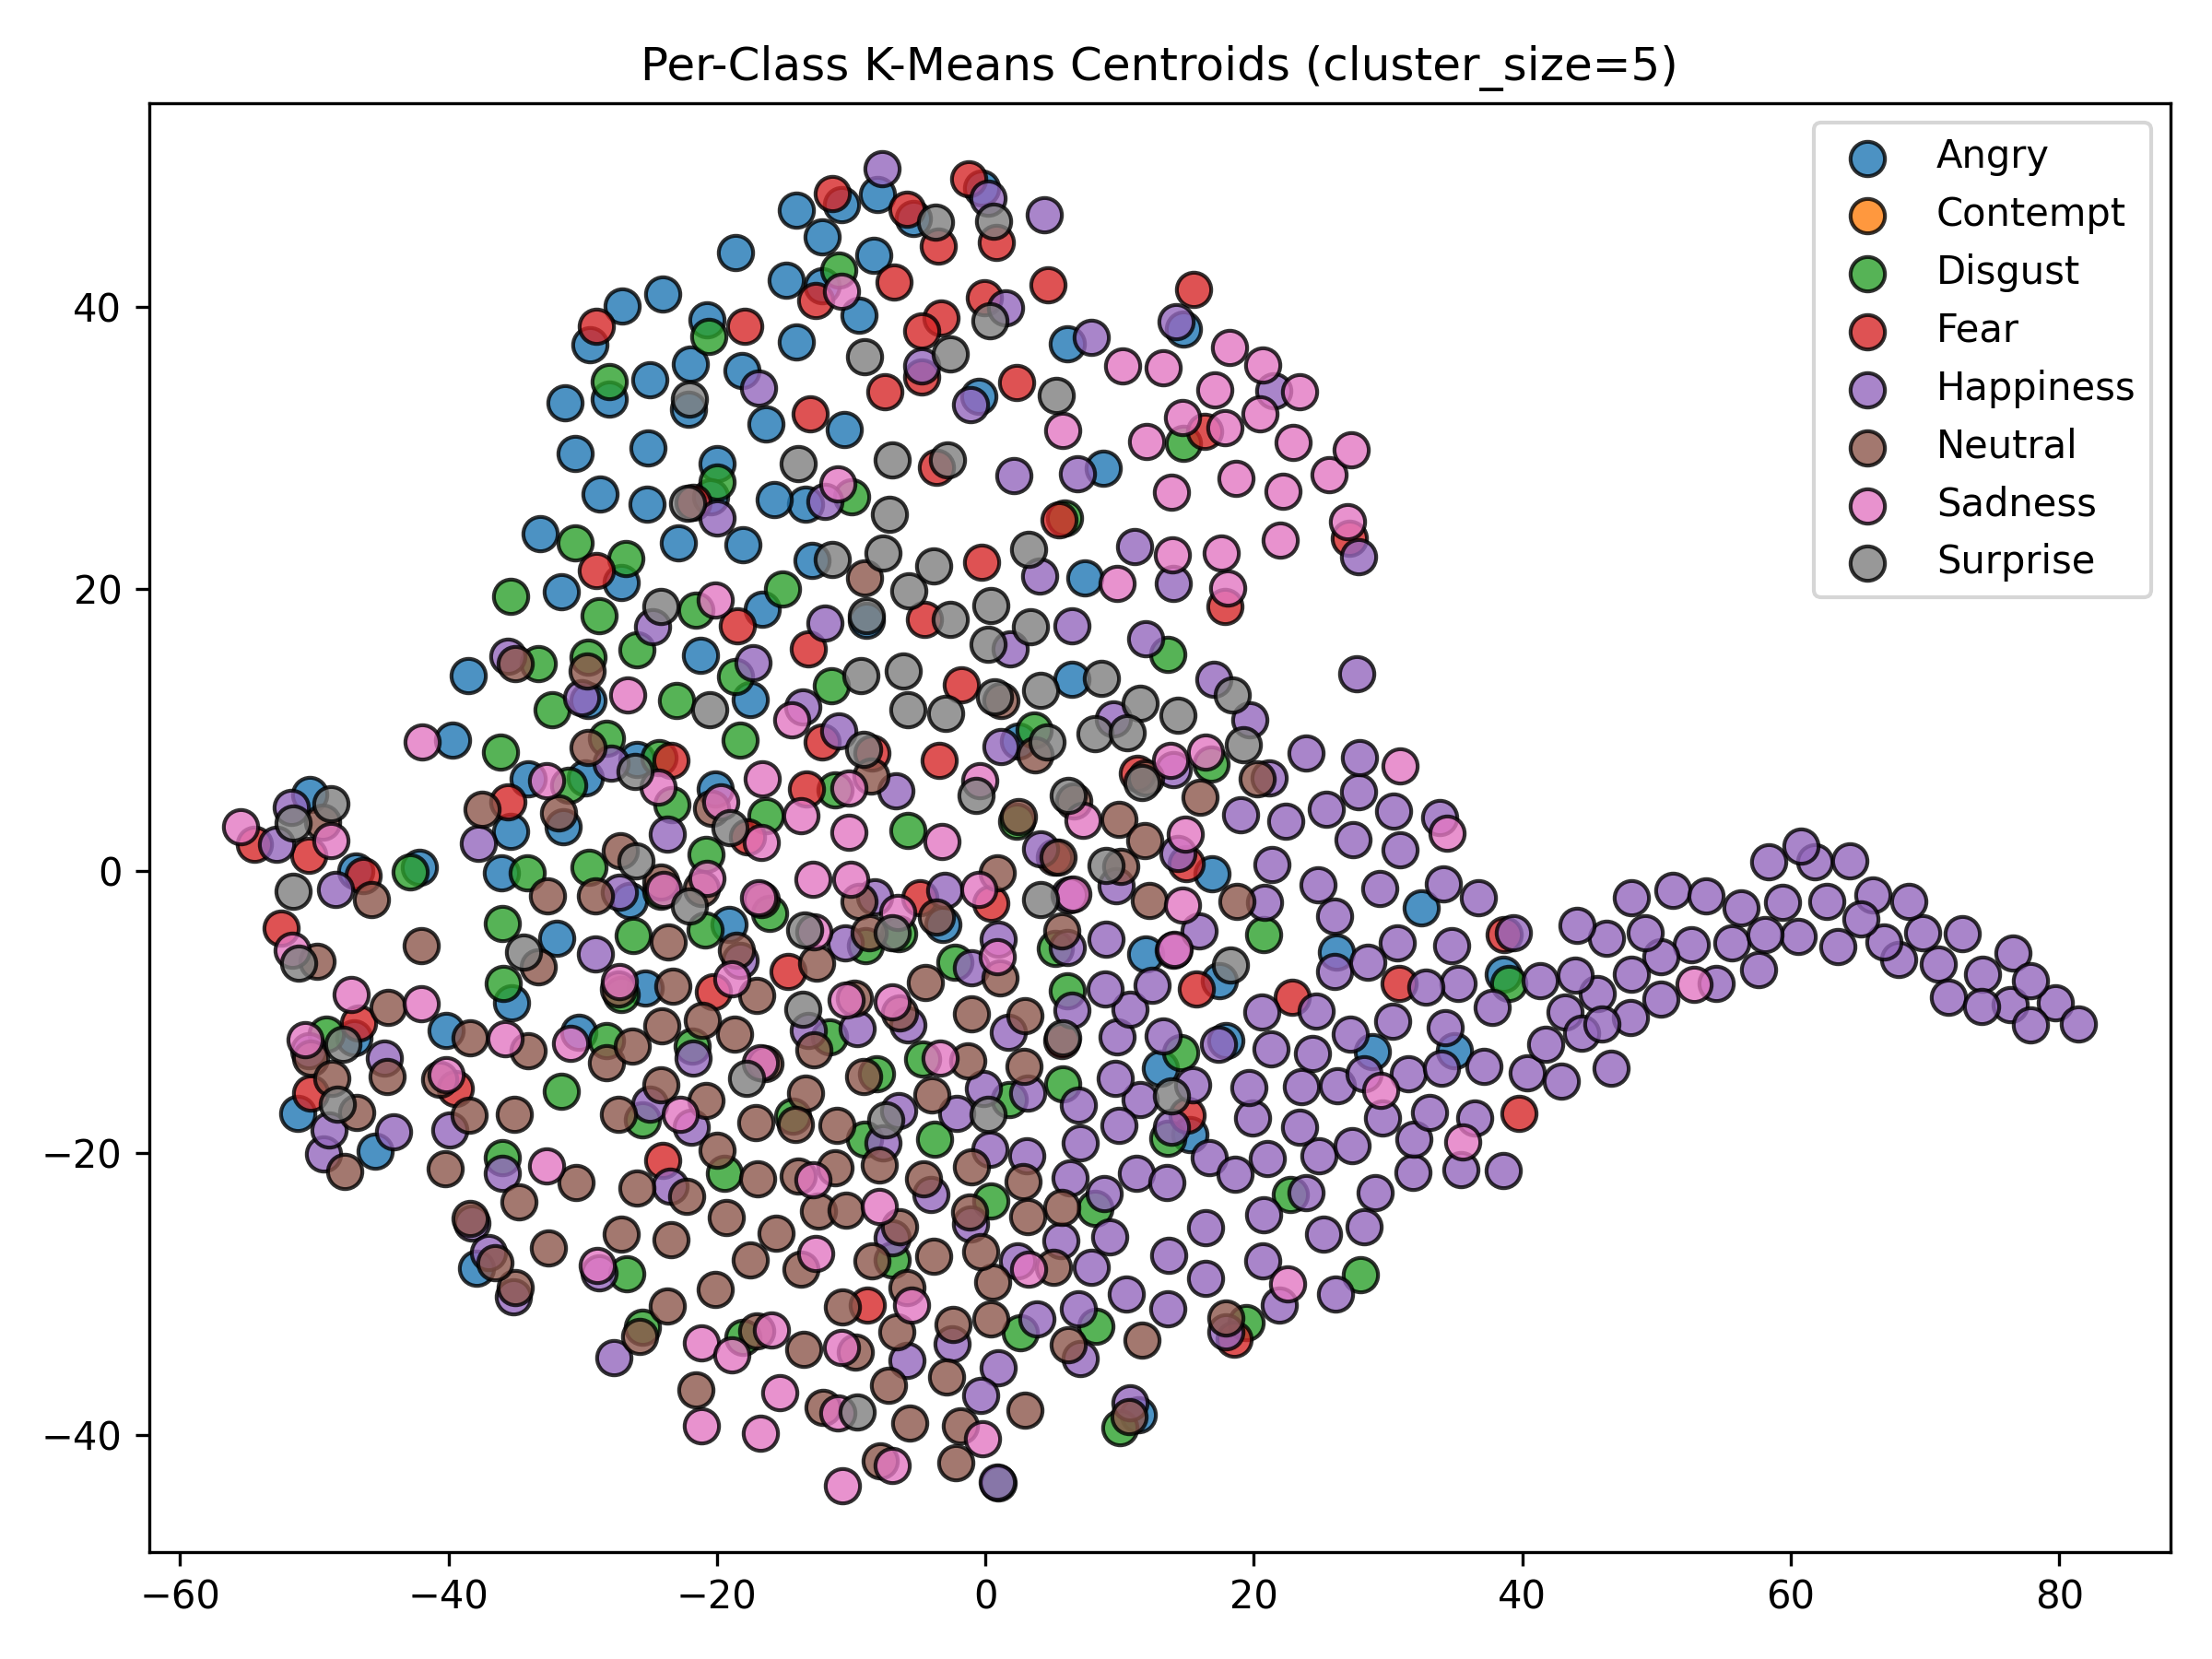 Per-Class K-Means Centroids (cluster_size=5)
Angry
Contempt
Disgust
Fear
Happiness
Neutral
Sadness
Surprise
40
20
0
−20
−40
−60 −40 −20 0 20 40 60 80